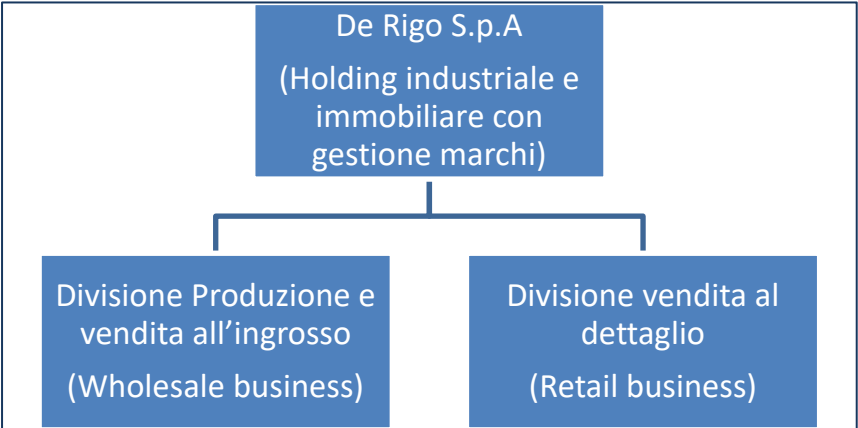 De Rigo S.p.A
(Holding industriale e
immobiliare con
gestione marchi)
Divisione Produzione e
vendita all’ingrosso
(Wholesale business)
Divisione vendita al
dettaglio
(Retail business)